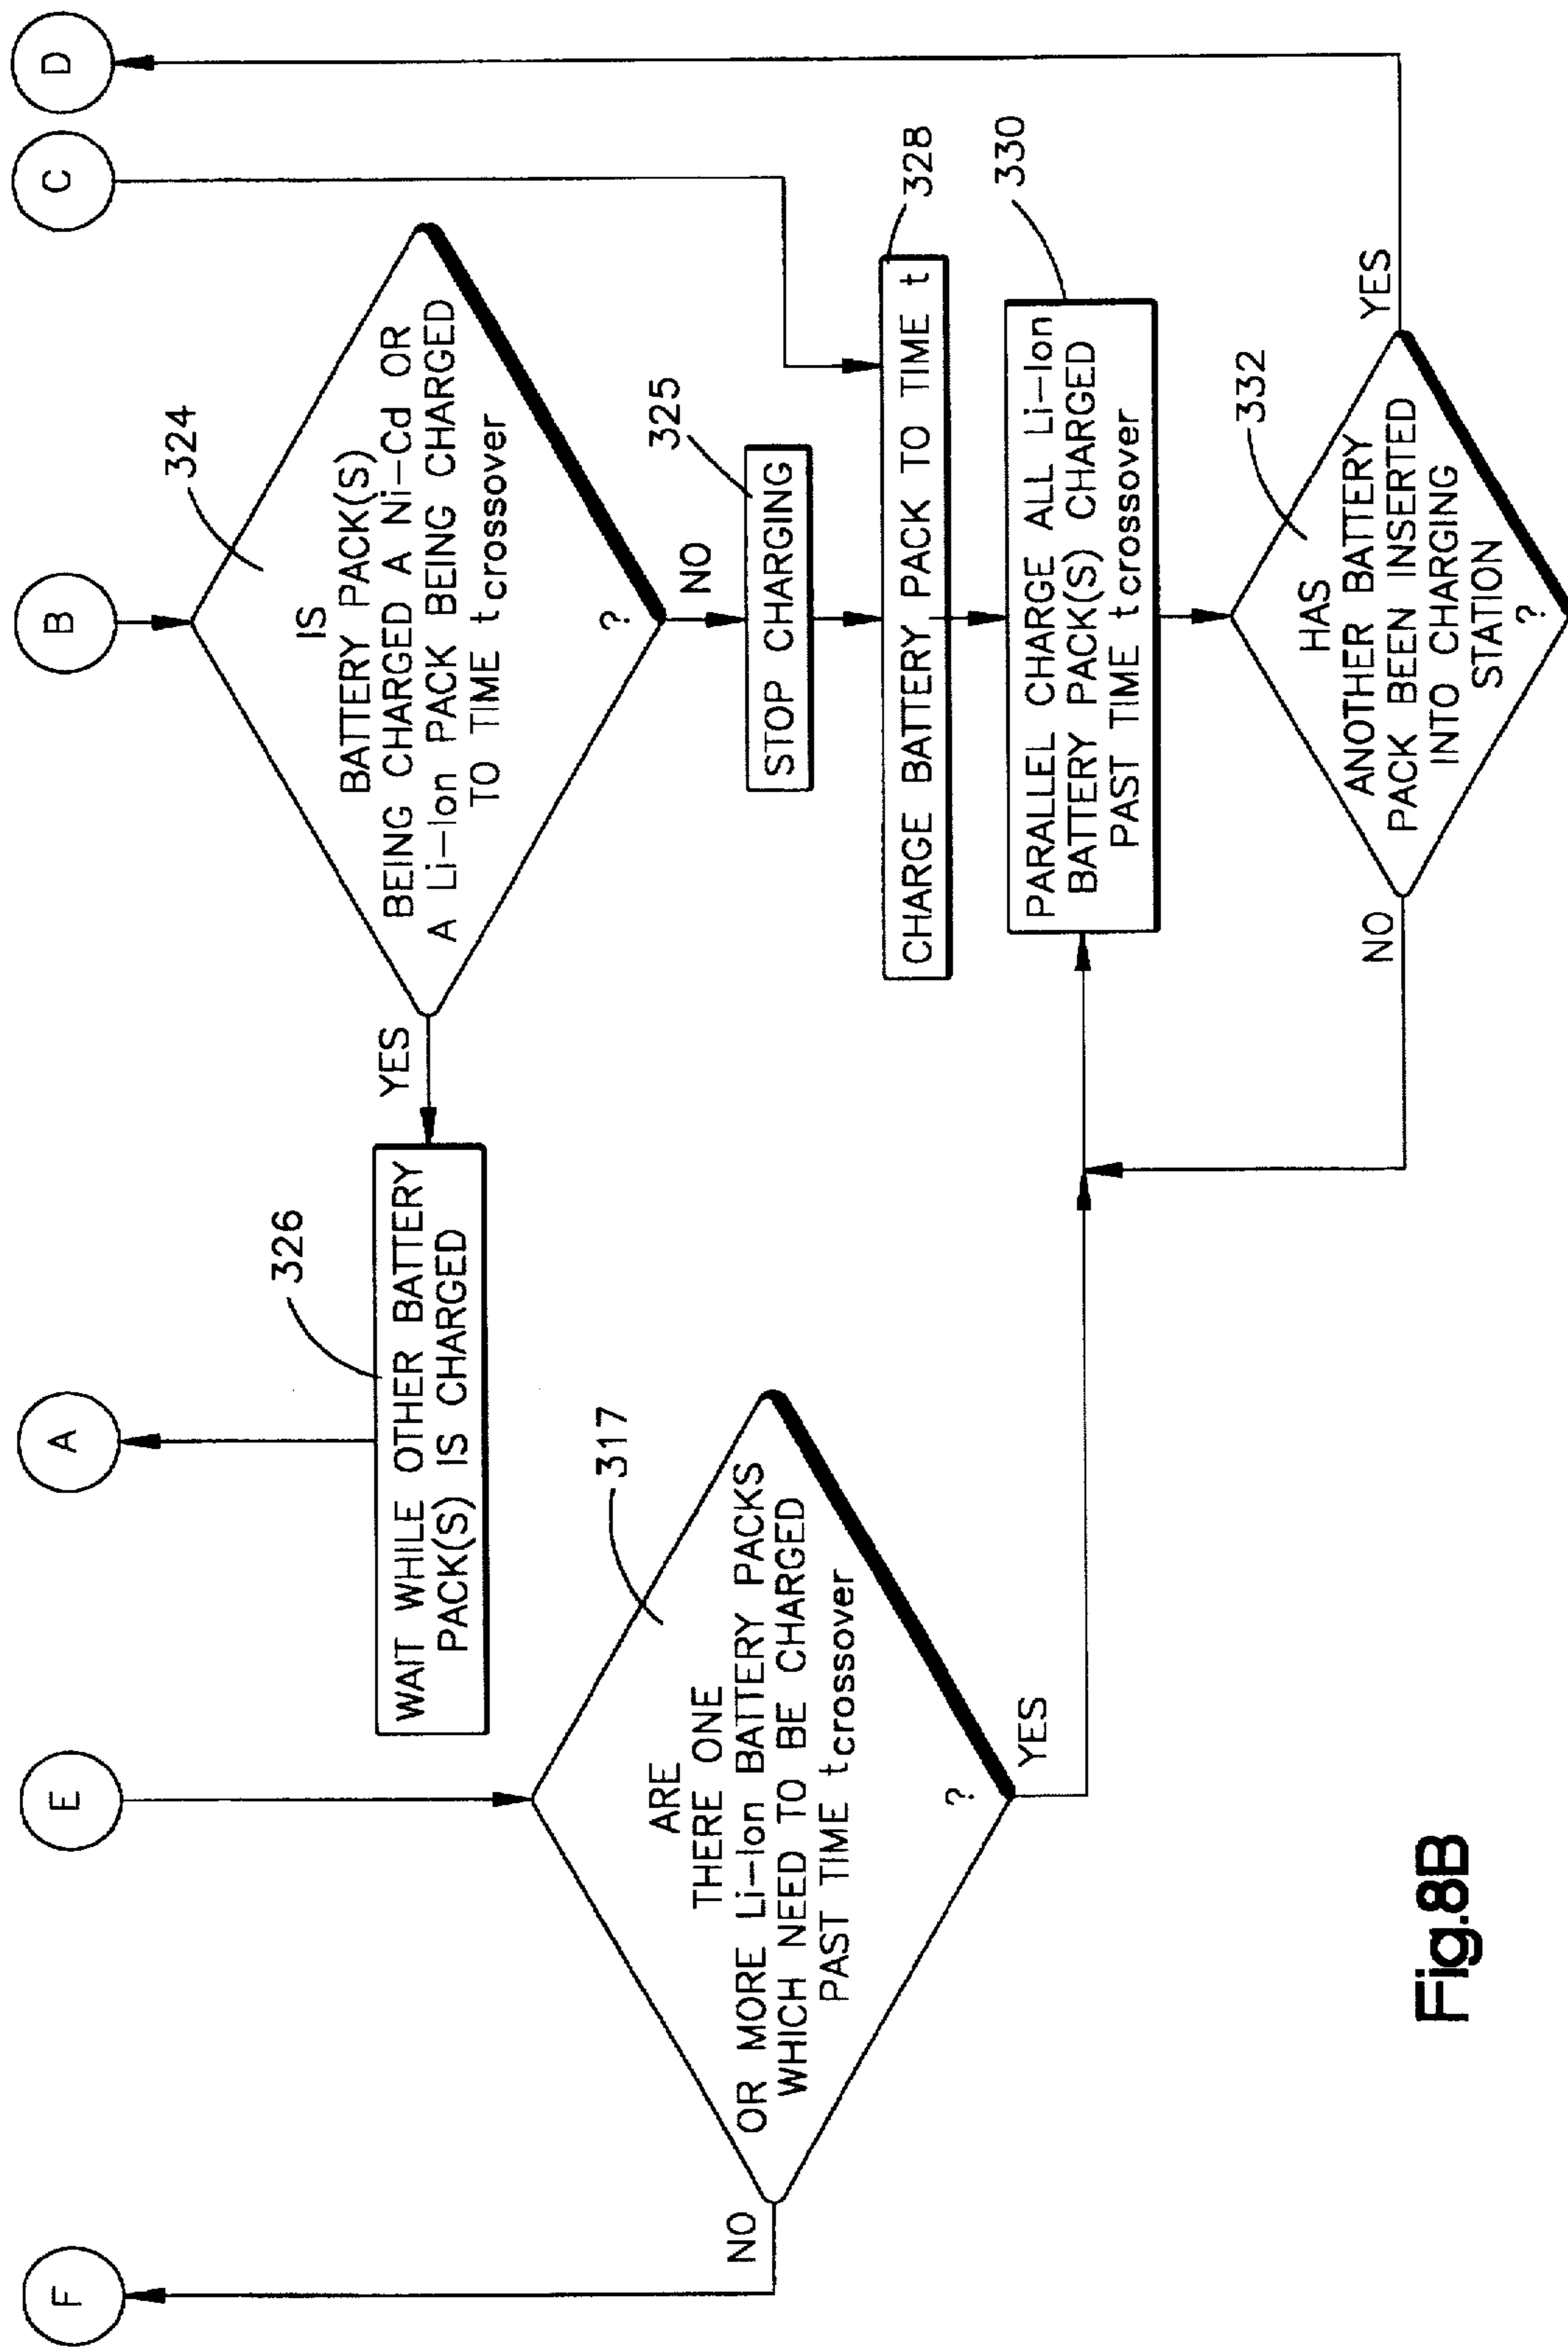 F
E
A
B
C
D
324
IS
BATTERY PACK(S)
BEING CHARGED A Ni-Cd OR
A Li-Ion PACK BEING CHARGED
TO TIME tcrossover
?
YES
NO
326
WAIT WHILE OTHER BATTERY
PACK(S) IS CHARGED
325
STOP CHARGING
328
CHARGE BATTERY PACK TO TIME t
317
ARE
THERE ONE
OR MORE Li-Ion BATTERY PACKS
WHICH NEED TO BE CHARGED
PAST TIME tcrossover
?
NO
YES
330
PARALLEL CHARGE ALL Li-Ion
BATTERY PACK(S) CHARGED
PAST TIME tcrossover
332
HAS
ANOTHER BATTERY
PACK BEEN INSERTED
INTO CHARGING
STATION
?
NO
YES
Fig.8B